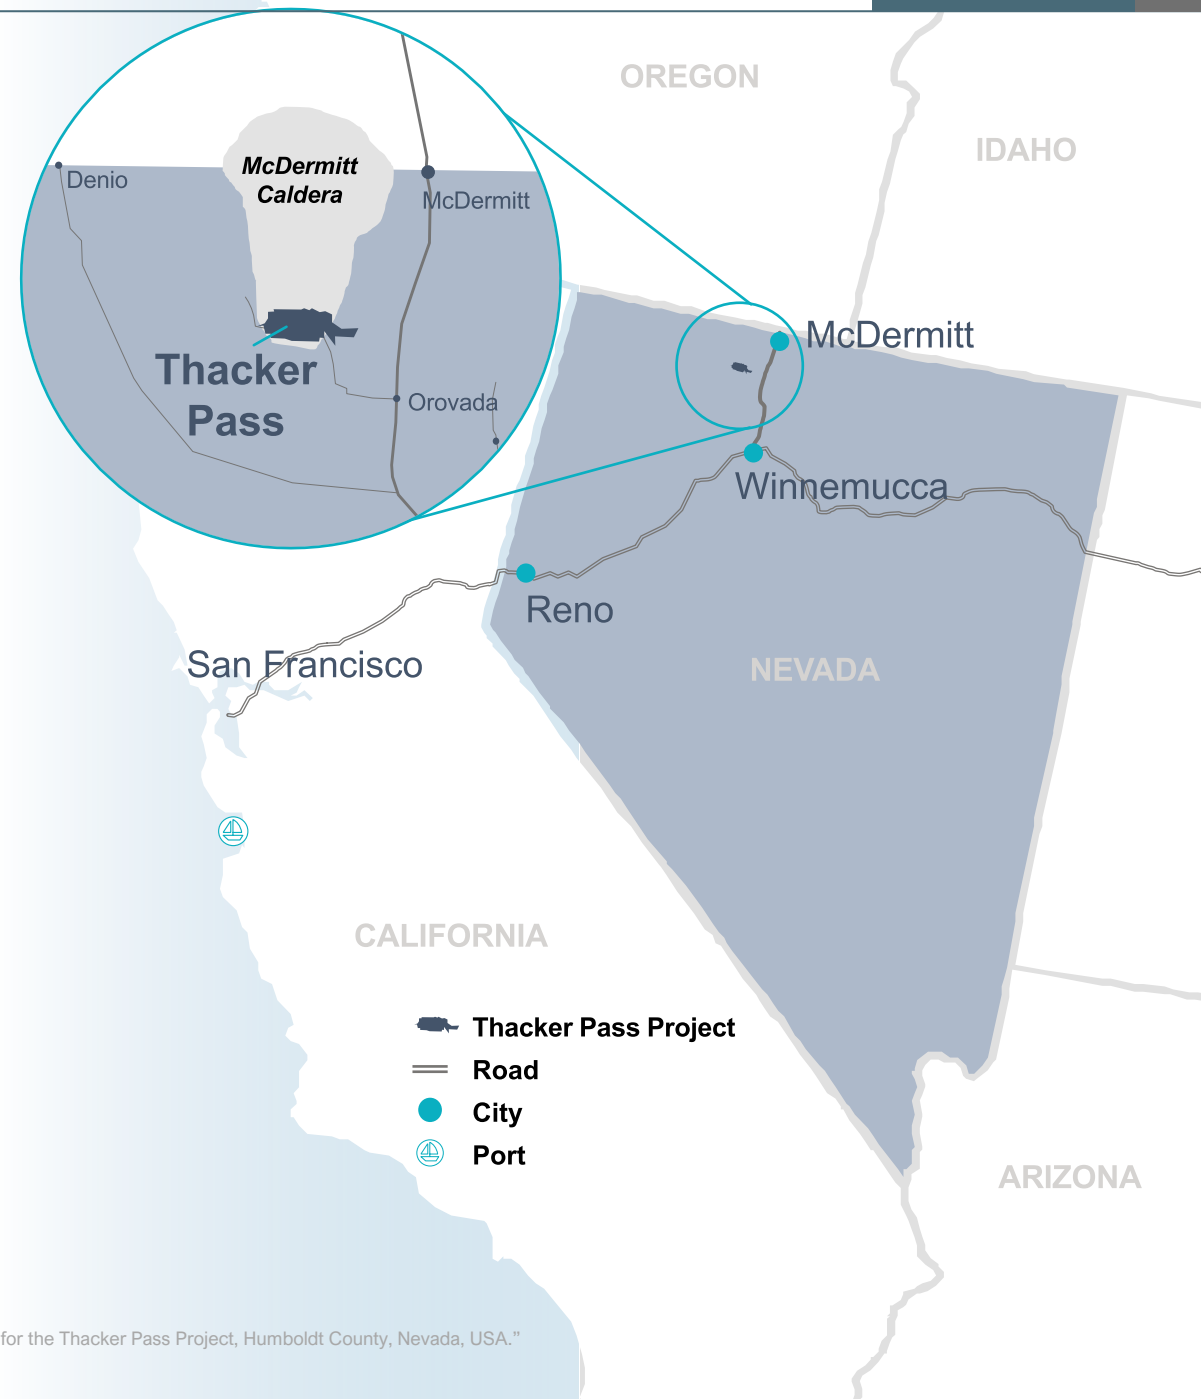 OREGON
IDAHO
McDermitt
Caldera
Denio
McDermitt
Thacker
Pass
Orovada
McDermitt
Winnemucca
Reno
San Francisco
NEVADA
CALIFORNIA
Thacker Pass Project
Road
City
Port
ARIZONA
for the Thacker Pass Project, Humboldt County, Nevada, USA.”